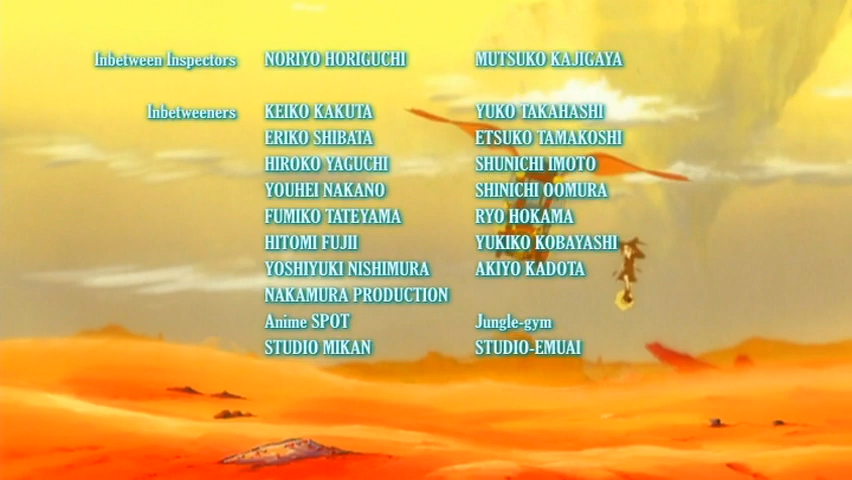 Inbetween Inspectors NORIYO HORIGUCHI MUTSUKO KAJIGAYA
Inbetweeners KEIKO KAKUTA YUKO TAKAHASHI
ERIKO SHIBATA ETSUKO TAMAKOSHI
HIROKO YAGUCHI SHUNICHI IMOTO
YOUHEI NAKANO SHINICHI OOMURA
FUMIKO TATEYAMA RYO HOKAMA
HITOMI FUJII YUKIKO KOBAYASHI
YOSHIYUKI NISHIMURA AKIYO KADOTA
NAKAMURA PRODUCTION
Anime SPOT Jungle-gym
STUDIO MIKAN STUDIO-EMUAI